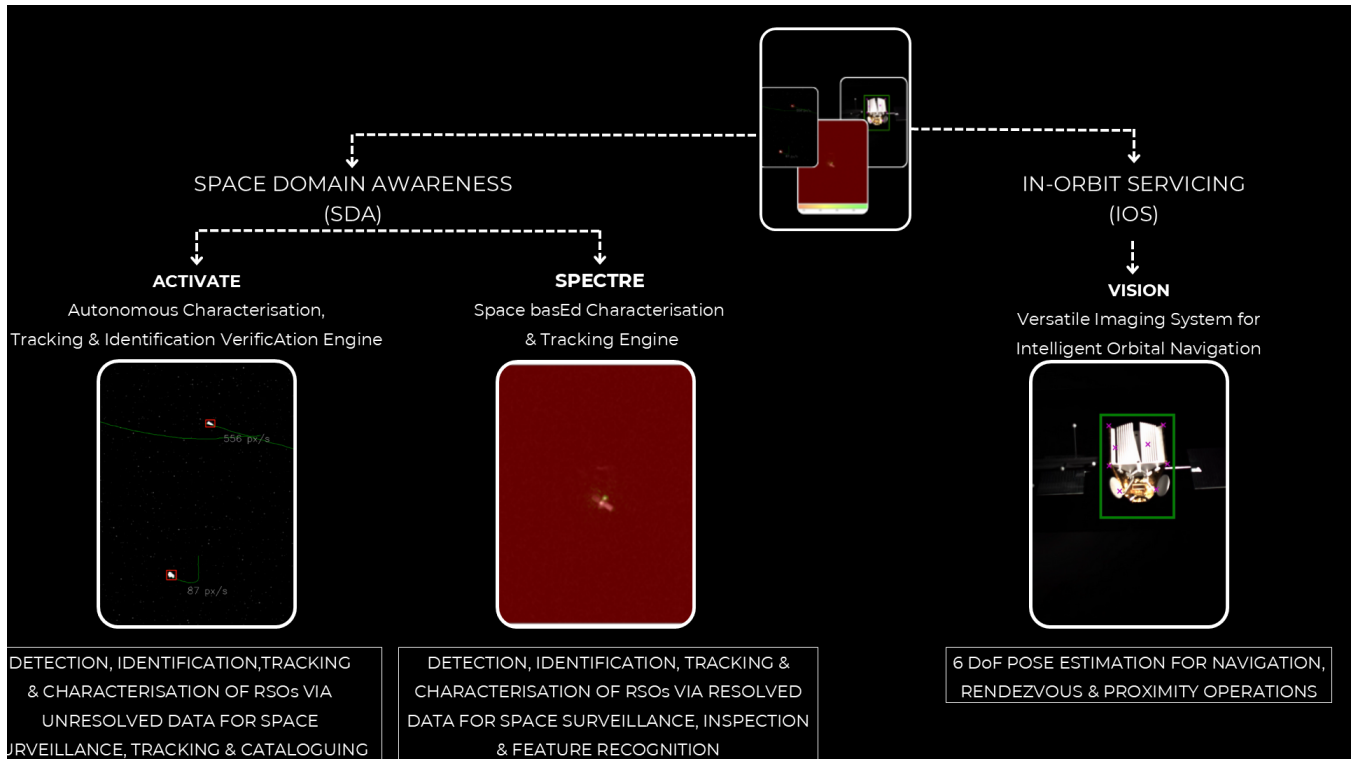 SPACE DOMAIN AWARENESS
(SDA)
IN-ORBIT SERVICING
(IOS)
ACTIVATE
Autonomous Characterisation,
Tracking & Identification VerificAtion Engine
SPECTRE
Space basEd Characterisation
& Tracking Engine
VISION
Versatile Imaging System for
Intelligent Orbital Navigation
556 px/s
87 px/s
DETECTION, IDENTIFICATION,TRACKING
& CHARACTERISATION OF RSOs VIA
UNRESOLVED DATA FOR SPACE
URVEILLANCE, TRACKING & CATALOGUING
DETECTION, IDENTIFICATION, TRACKING &
CHARACTERISATION OF RSOs VIA RESOLVED
DATA FOR SPACE SURVEILLANCE, INSPECTION
& FEATURE RECOGNITION
6 DoF POSE ESTIMATION FOR NAVIGATION,
RENDEZVOUS & PROXIMITY OPERATIONS